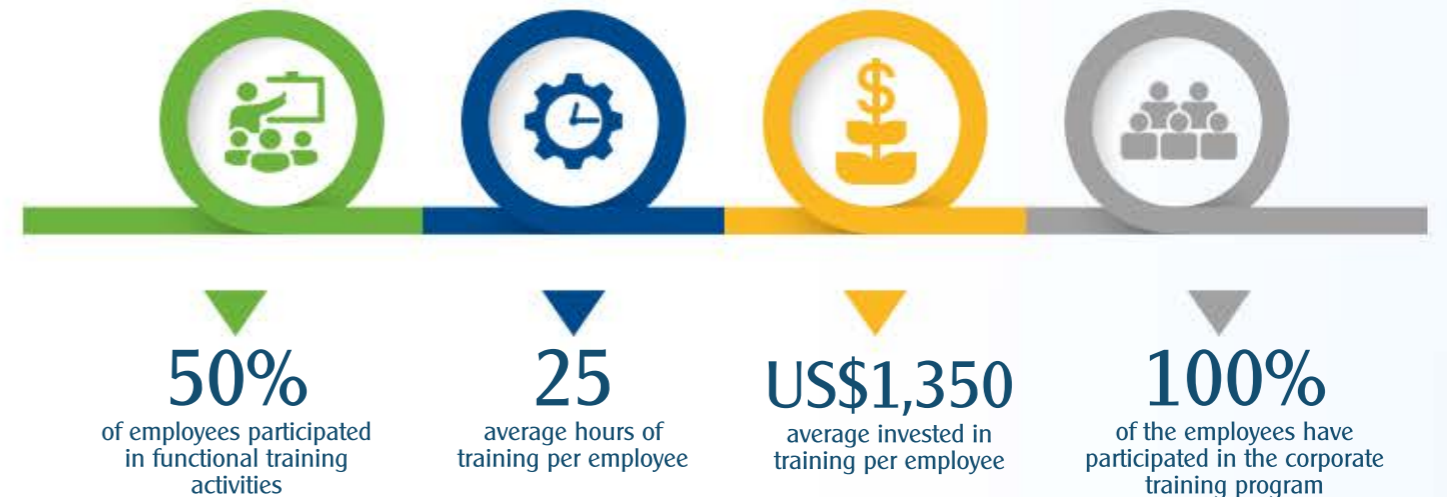 50%
of employees participated
in functional training
activities
25
average hours of
training per employee
US$1,350
average invested in
training per employee
100%
of the employees have
participated in the corporate
training program